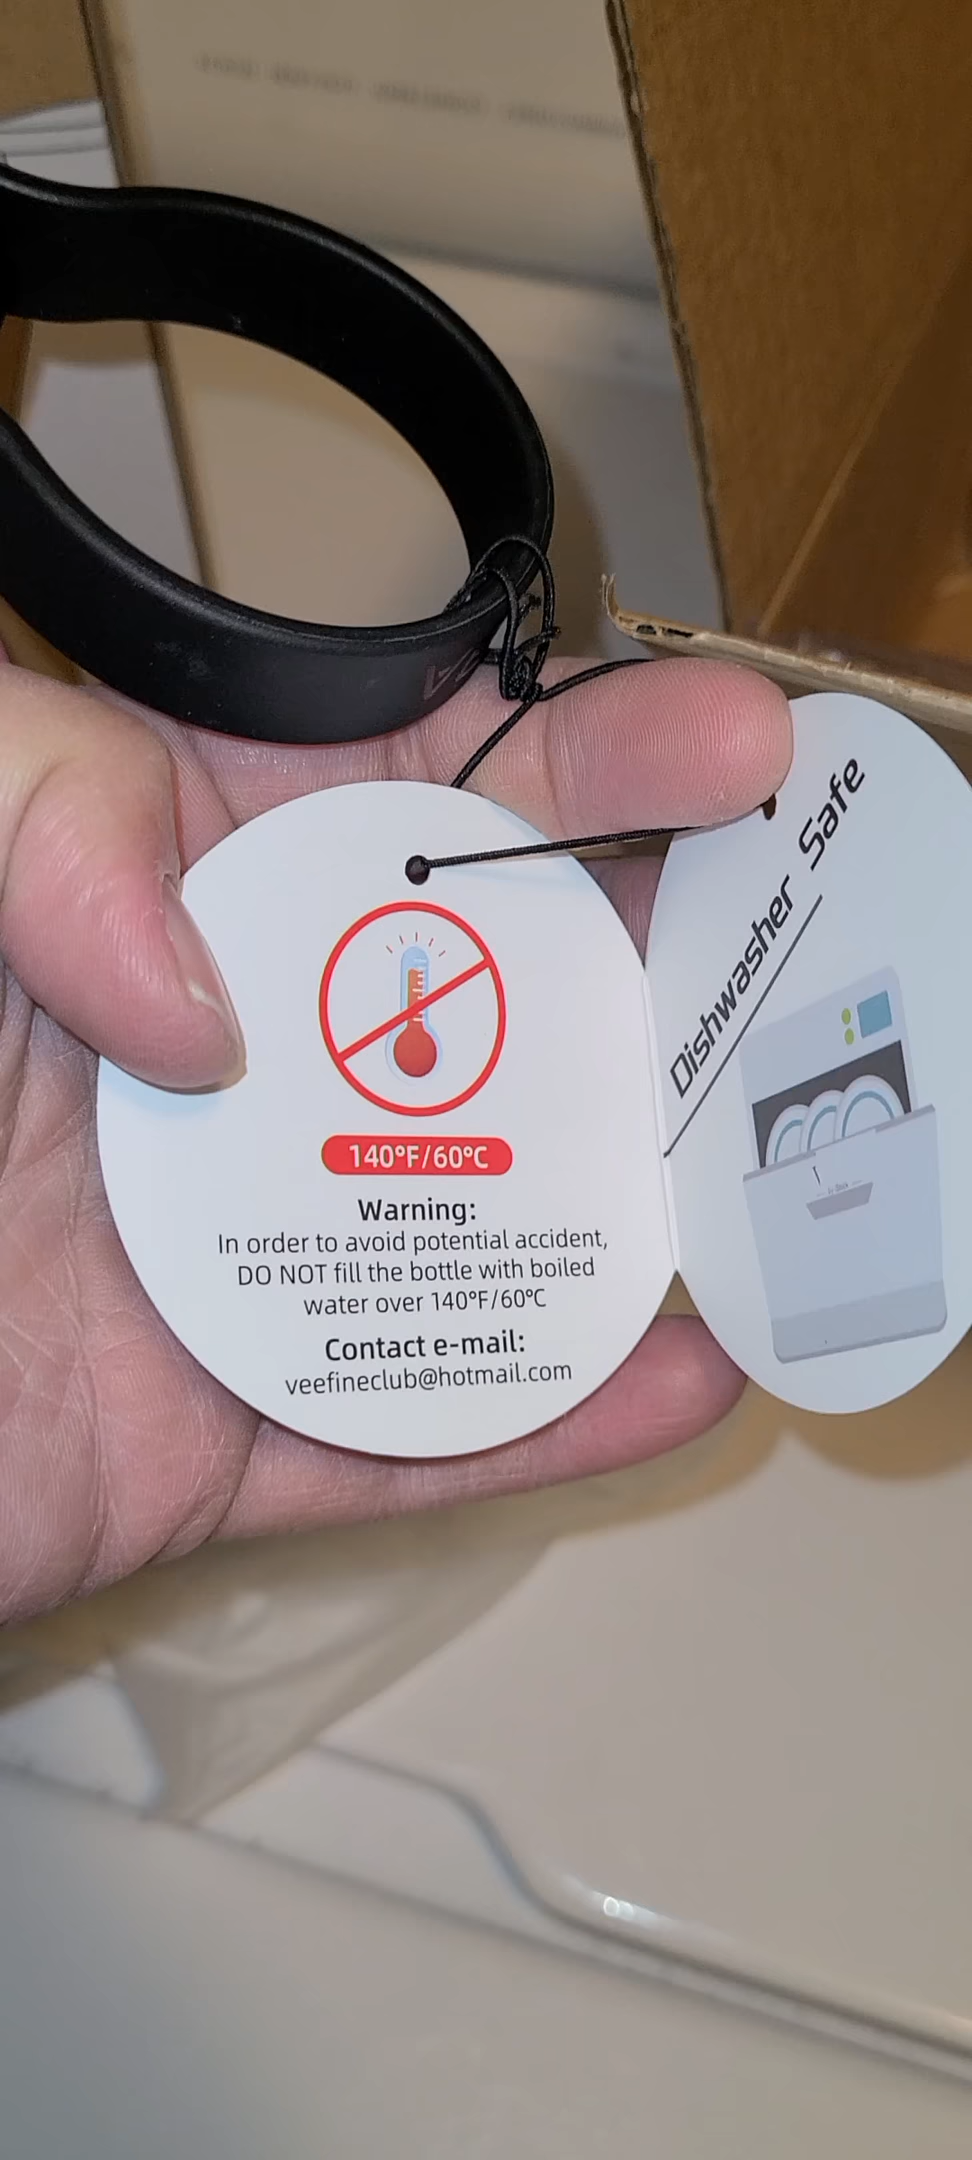 140°F/60°C
Warning:
In order to avoid potential accident,
DO NOT fill the bottle with boiled
water over 140°F/60°C
Contact e-mail:
veefineclub@hotmail.com
Dishwasher Safe